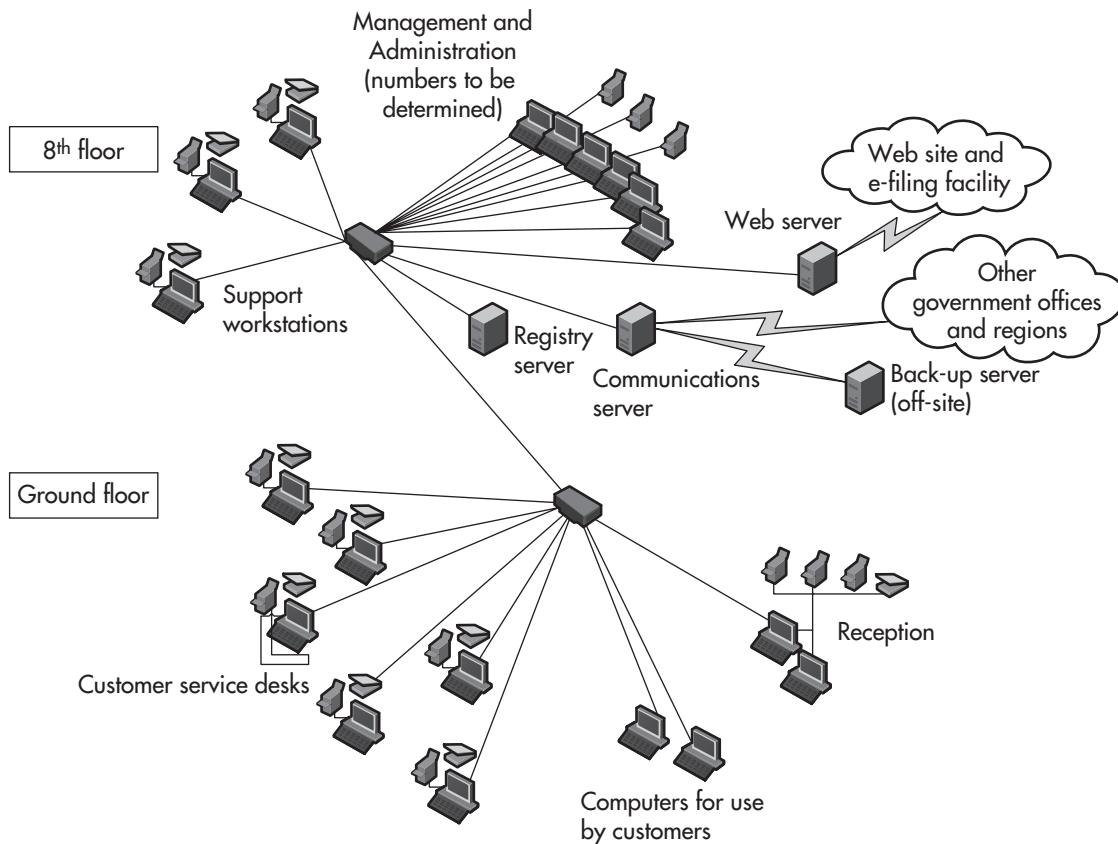 Management and
Administration
(numbers to be
determined)
8th floor
Web site and
e-filing facility
Web server
Other
government offices
and regions
Support
workstations
Registry
server
Communications
server
Back-up server
(off-site)
Ground floor
Reception
Customer service desks
Computers for use
by customers